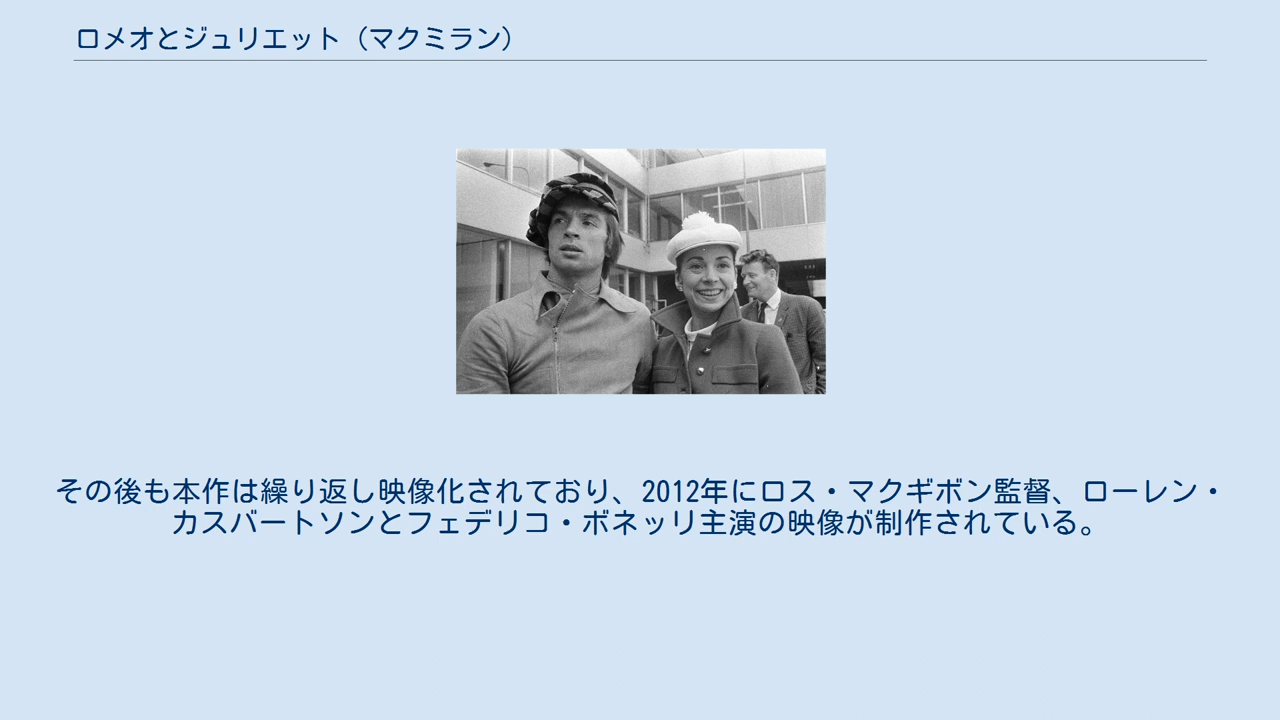 ロメオとジュリエット（マクミラン）
その後も本作は繰り返し映像化されており、2012年にロス・マクギボン監督、ローレン・
カスバートソンとフェデリコ・ボネッリ主演の映像が制作されている。